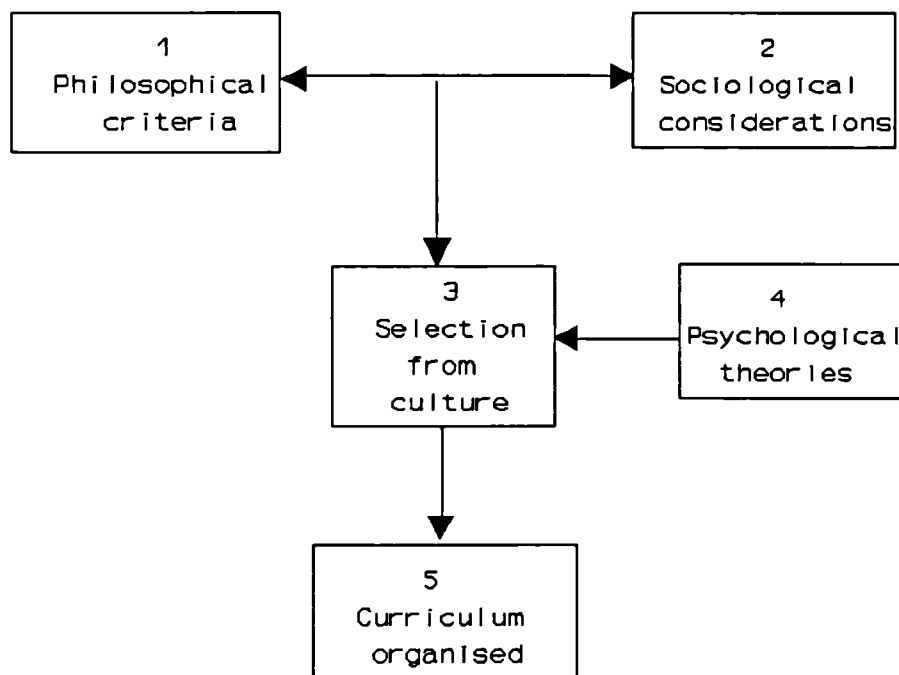 1
Philosophical
criteria
2
Sociological
considerations
3
Selection
from
culture
4
Psychological
theories
5
Curriculum
organised